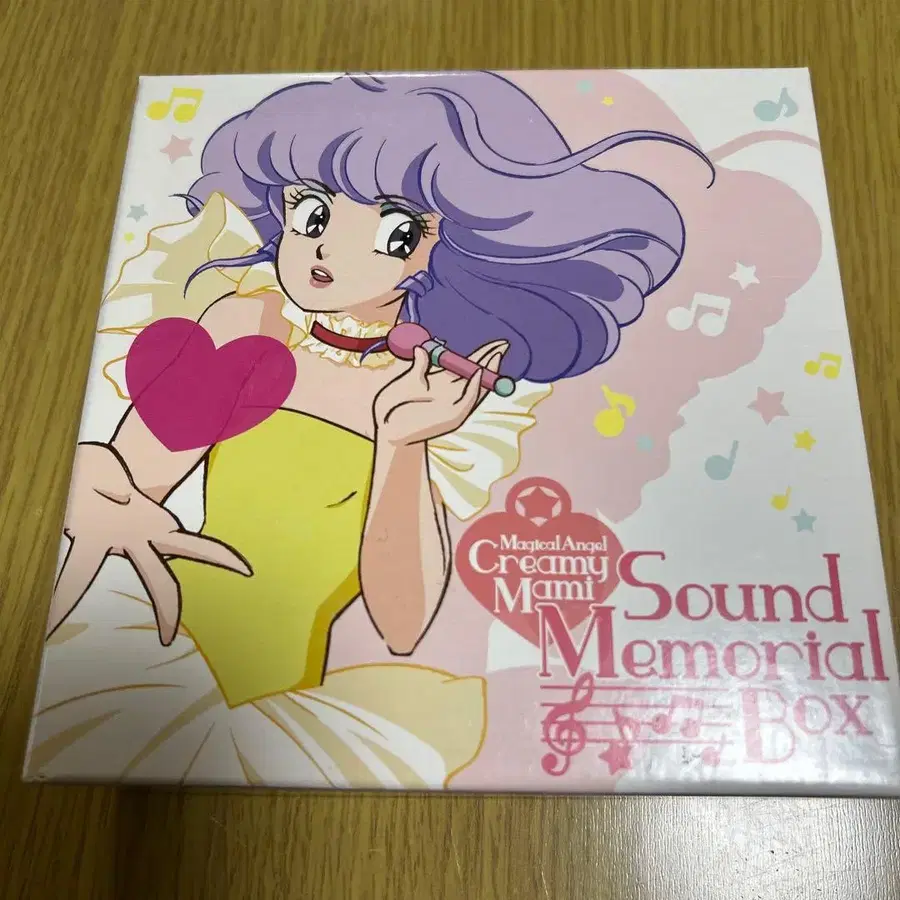 Magical Angel
Creamy
Mami
Sound
Memorial
Box